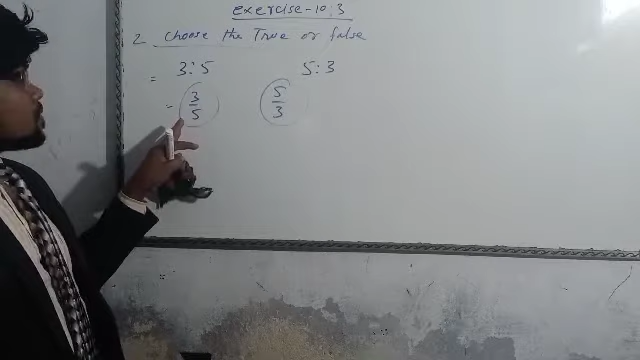 exercise-10.3
2. choose the True or false
= 3:5 5:3
= 3/5 5/3